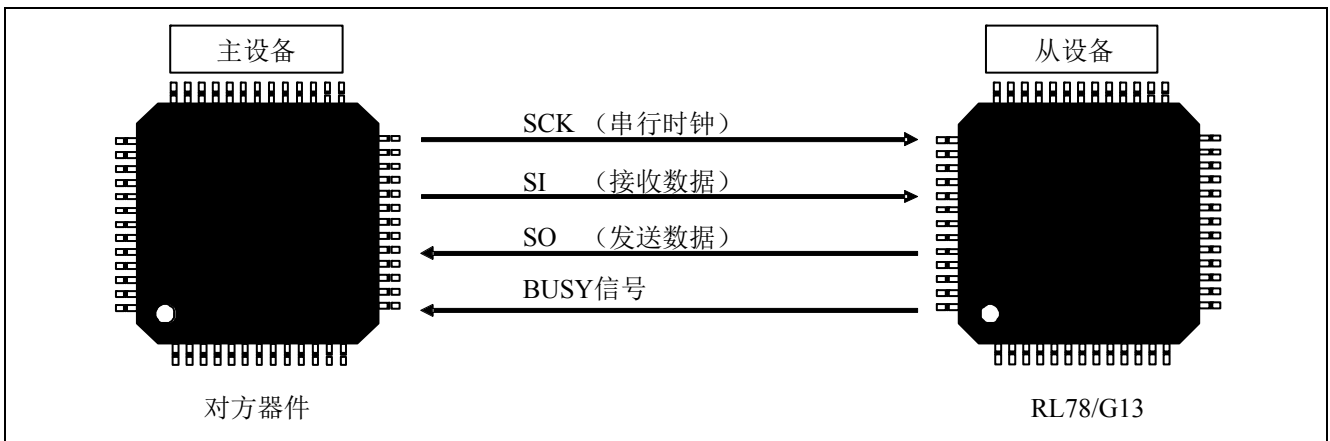 主设备
从设备
SCK （串行时钟）
SI （接收数据）
SO （发送数据）
BUSY信号
对方器件
RL78/G13